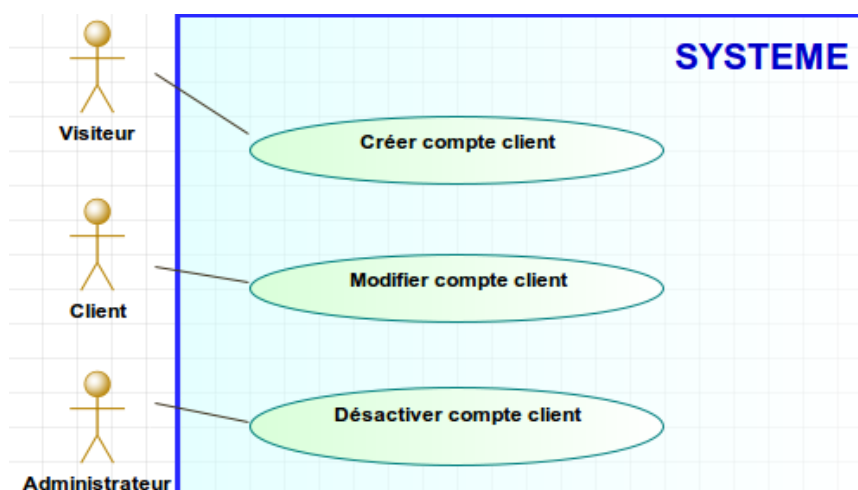 SYSTEME
Visiteur
Créer compte client
Modifier compte client
Client
Désactiver compte client
Administrateur